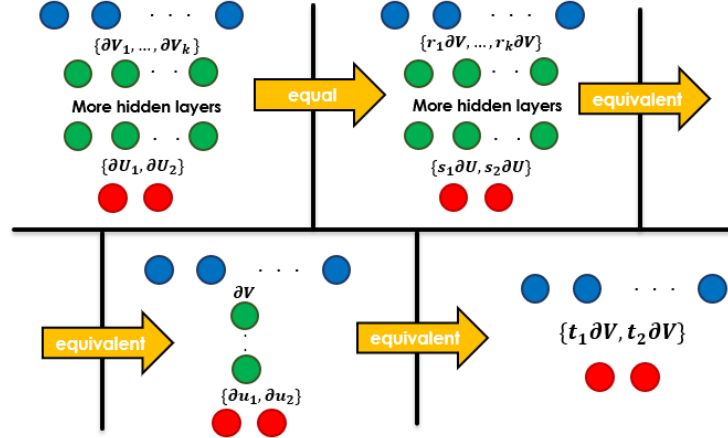 {∂V₁, …, ∂Vₖ}
More hidden layers
{∂U₁, ∂U₂}
equal
{r₁∂V, …, rₖ∂V}
More hidden layers
{s₁∂U, s₂∂U}
equivalent
equivalent
∂V
{∂u₁, ∂u₂}
equivalent
{t₁∂V, t₂∂V}